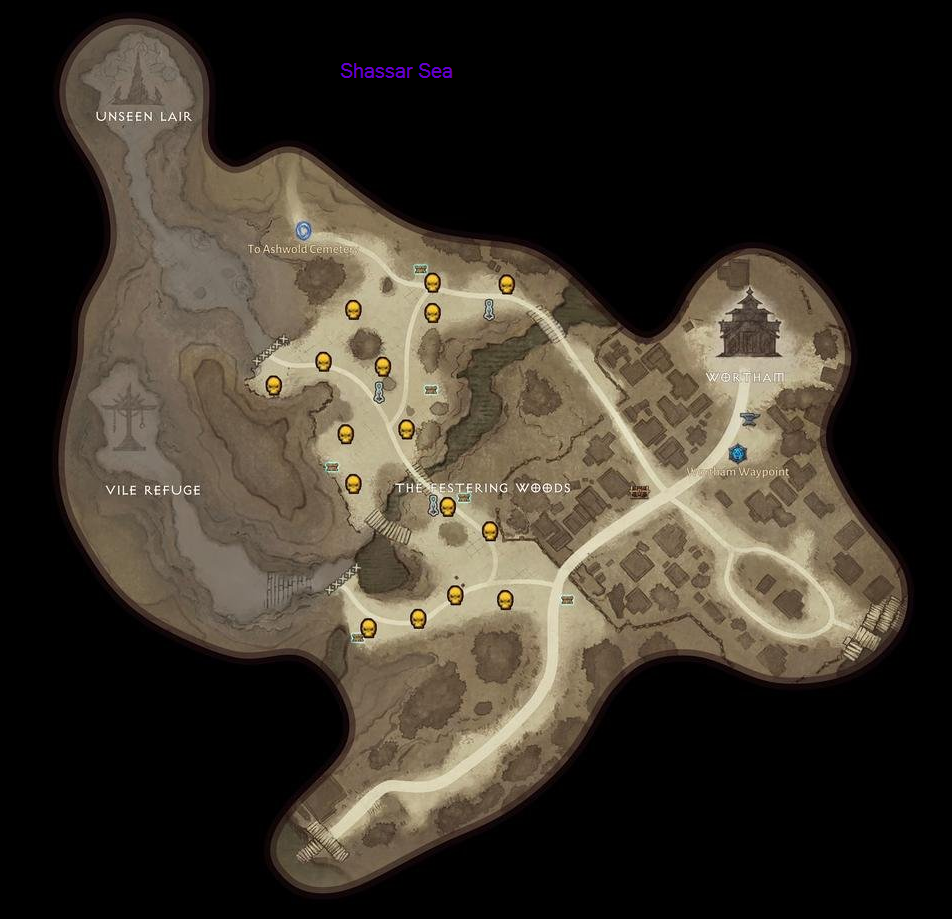 Shassar Sea
UNSEEN LAIR
To Ashwold Cemetery
WORTHAM
Wortham Waypoint
VILE REFUGE
THE FESTERING WOODS